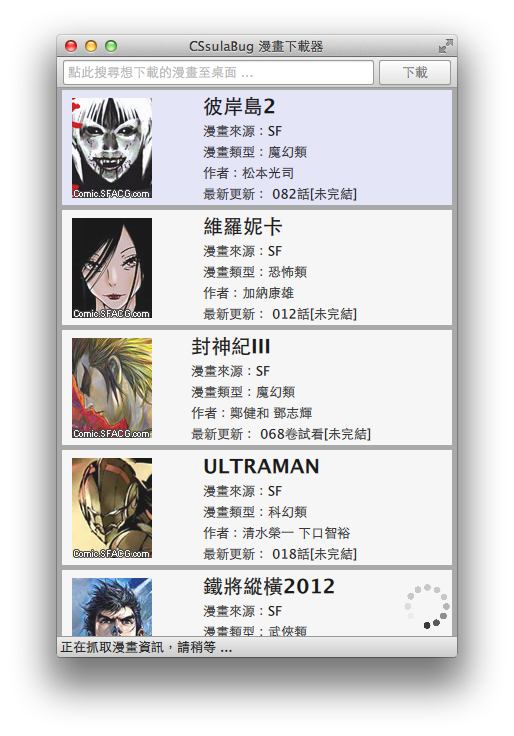 CSsulaBug 漫畫下載器
點此搜尋想下載的漫畫至桌面 ...
下載
彼岸島2
漫畫來源：SF
漫畫類型：魔幻類
作者：松本光司
最新更新： 082話[未完結]
Comic.SFACG.com
維羅妮卡
漫畫來源：SF
漫畫類型：恐怖類
作者：加納康雄
最新更新： 012話[未完結]
Comic.SFACG.com
封神紀III
漫畫來源：SF
漫畫類型：魔幻類
作者：鄭健和 鄧志輝
最新更新： 068卷試看[未完結]
Comic.SFACG.com
ULTRAMAN
漫畫來源：SF
漫畫類型：科幻類
作者：清水榮一 下口智裕
最新更新： 018話[未完結]
Comic.SFACG.com
鐵將縱橫2012
漫畫來源：SF
漫畫類型：武俠類
正在抓取漫畫資訊，請稍等 ...